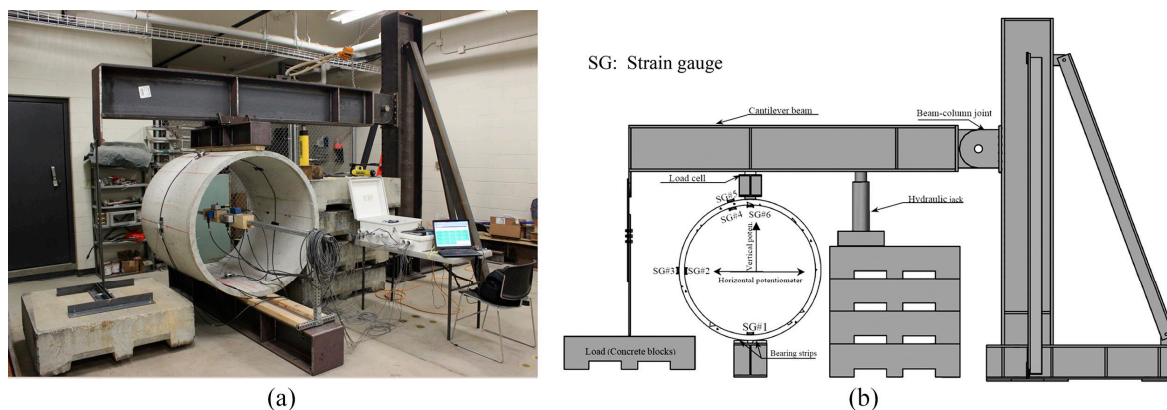 SG: Strain gauge
Cantilever beam
Beam-column joint
Load cell
SG#5
SG#4
SG#6
Hydraulic jack
Vertical poten.
SG#3
SG#2
Horizontal potentiometer
SG#1
Load (Concrete blocks)
Bearing strips
(a)
(b)